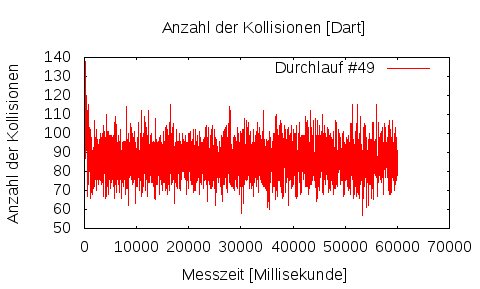 Anzahl der Kollisionen [Dart]
Durchlauf #49
Anzahl der Kollisionen
140
130
120
110
100
90
80
70
60
50
0 10000 20000 30000 40000 50000 60000 70000
Messzeit [Millisekunde]